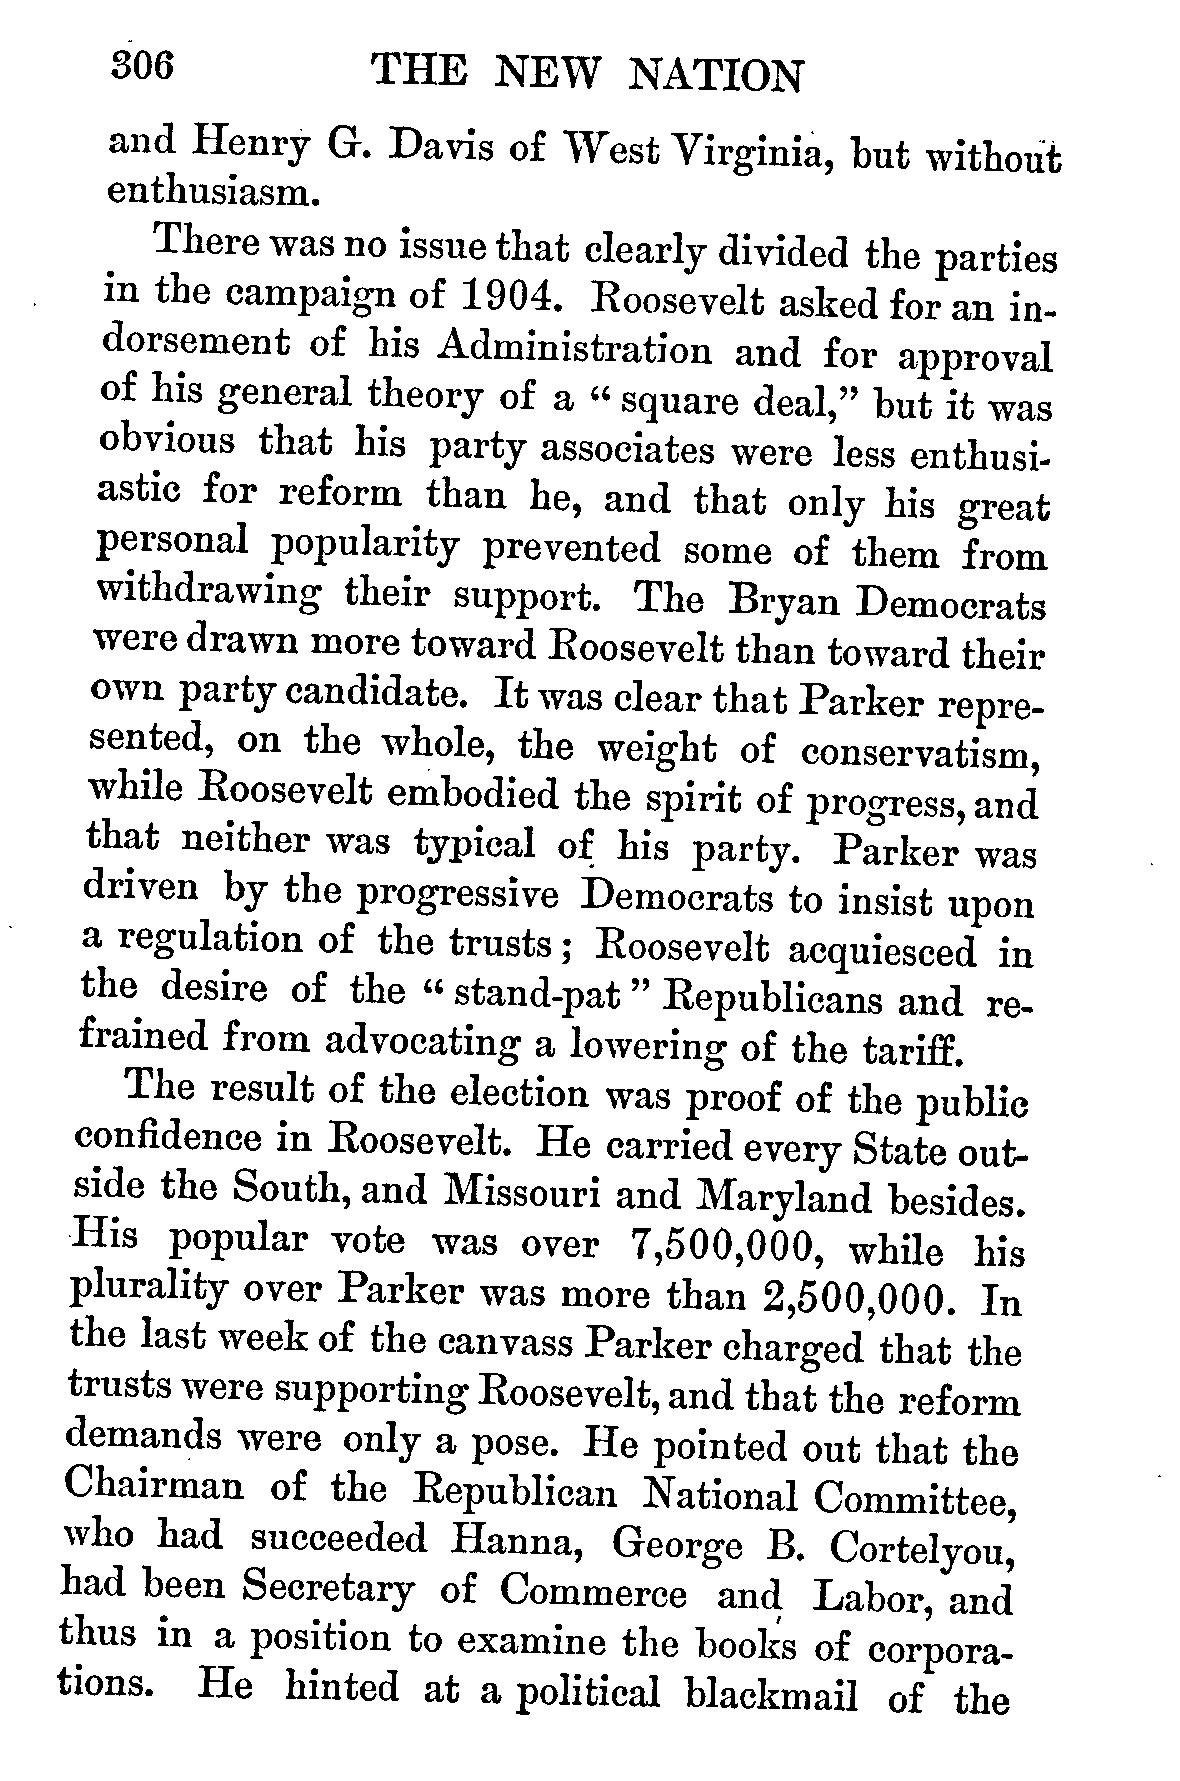 306 THE NEW NATION
and Henry G. Davis of West Virginia, but without
enthusiasm.
There was no issue that clearly divided the parties
in the campaign of 1904. Roosevelt asked for an in-
dorsement of his Administration and for approval
of his general theory of a “ square deal,” but it was
obvious that his party associates were less enthusi-
astic for reform than he, and that only his great
personal popularity prevented some of them from
withdrawing their support. The Bryan Democrats
were drawn more toward Roosevelt than toward their
own party candidate. It was clear that Parker repre-
sented, on the whole, the weight of conservatism,
while Roosevelt embodied the spirit of progress, and
that neither was typical of his party. Parker was
driven by the progressive Democrats to insist upon
a regulation of the trusts ; Roosevelt acquiesced in
the desire of the “ stand-pat ” Republicans and re-
frained from advocating a lowering of the tariff.
The result of the election was proof of the public
confidence in Roosevelt. He carried every State out-
side the South, and Missouri and Maryland besides.
His popular vote was over 7,500,000, while his
plurality over Parker was more than 2,500,000. In
the last week of the canvass Parker charged that the
trusts were supporting Roosevelt, and that the reform
demands were only a pose. He pointed out that the
Chairman of the Republican National Committee,
who had succeeded Hanna, George B. Cortelyou,
had been Secretary of Commerce and Labor, and
thus in a position to examine the books of corpora-
tions. He hinted at a political blackmail of the